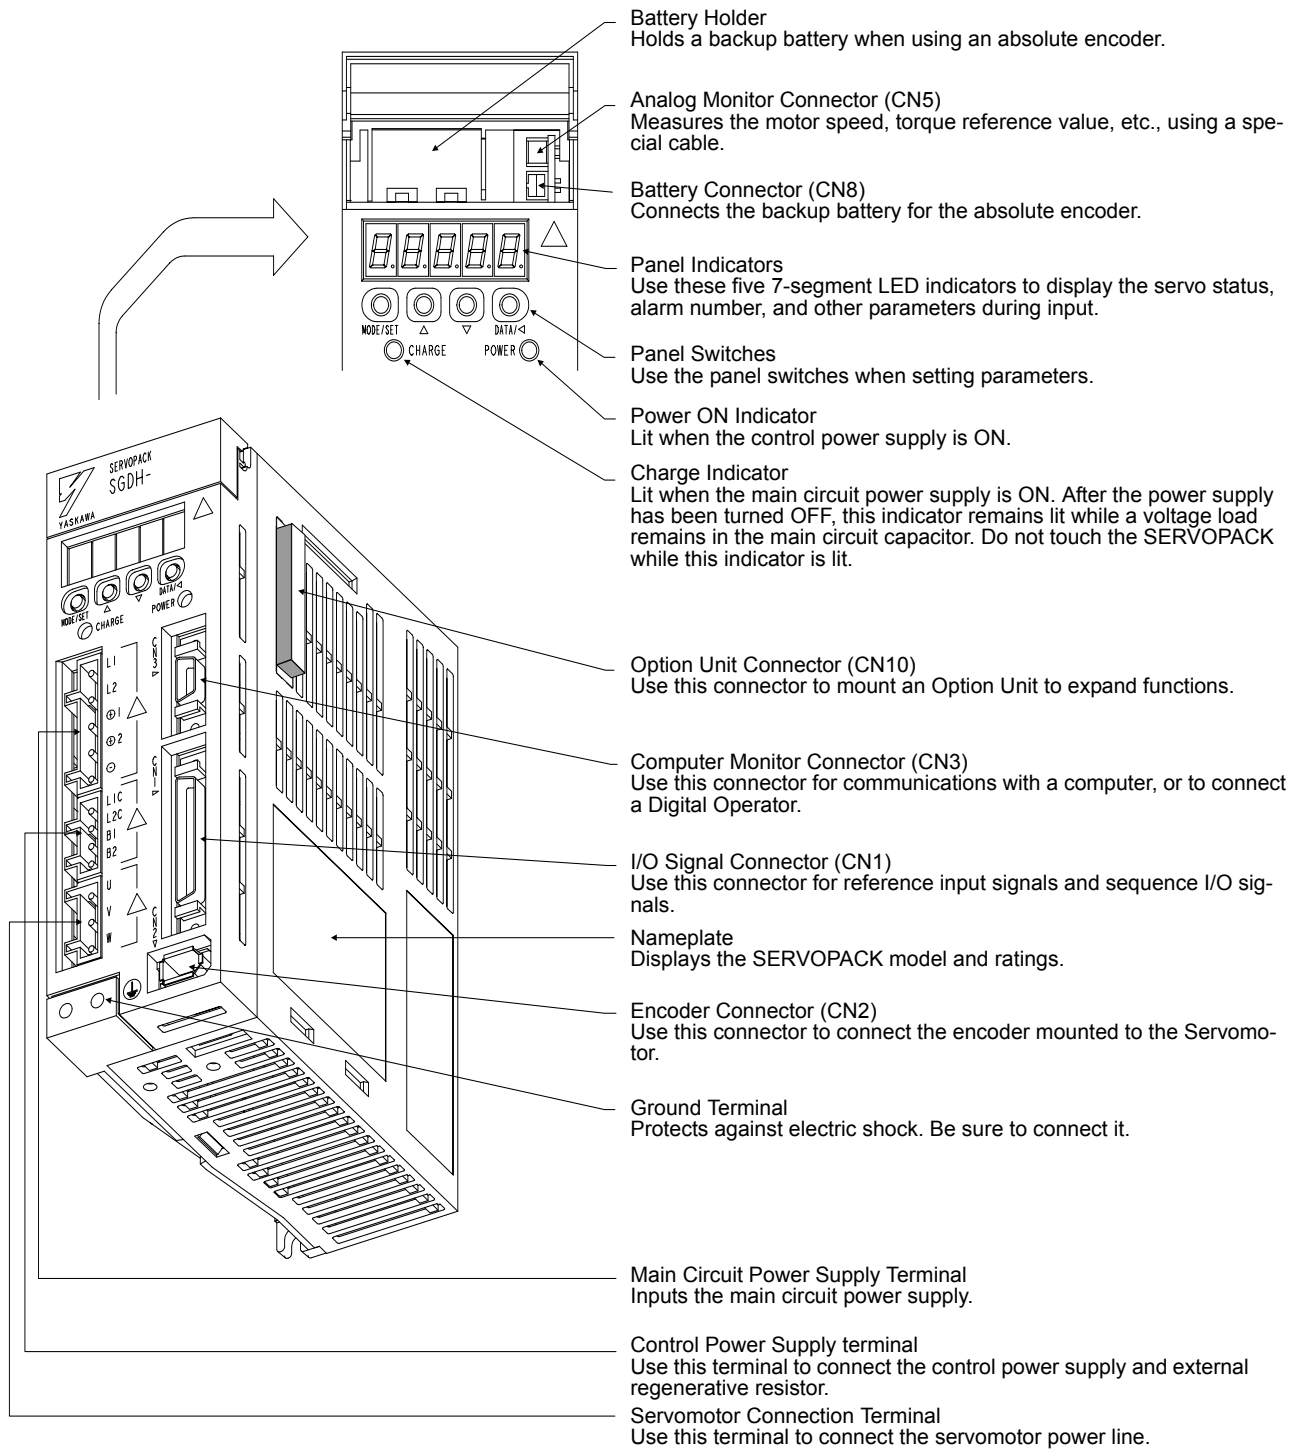 Battery Holder
Holds a backup battery when using an absolute encoder.
Analog Monitor Connector (CN5)
Measures the motor speed, torque reference value, etc., using a spe-
cial cable.
Battery Connector (CN8)
Connects the backup battery for the absolute encoder.
Panel Indicators
Use these five 7-segment LED indicators to display the servo status,
alarm number, and other parameters during input.
Panel Switches
Use the panel switches when setting parameters.
Power ON Indicator
Lit when the control power supply is ON.
Charge Indicator
Lit when the main circuit power supply is ON. After the power supply
has been turned OFF, this indicator remains lit while a voltage load
remains in the main circuit capacitor. Do not touch the SERVOPACK
while this indicator is lit.
Option Unit Connector (CN10)
Use this connector to mount an Option Unit to expand functions.
Computer Monitor Connector (CN3)
Use this connector for communications with a computer, or to connect
a Digital Operator.
I/O Signal Connector (CN1)
Use this connector for reference input signals and sequence I/O sig-
nals.
Nameplate
Displays the SERVOPACK model and ratings.
Encoder Connector (CN2)
Use this connector to connect the encoder mounted to the Servomo-
tor.
Ground Terminal
Protects against electric shock. Be sure to connect it.
Main Circuit Power Supply Terminal
Inputs the main circuit power supply.
Control Power Supply terminal
Use this terminal to connect the control power supply and external
regenerative resistor.
Servomotor Connection Terminal
Use this terminal to connect the servomotor power line.
8.8.8.8.8.
MODE/SET △ ▽ DATA/◁
CHARGE POWER
SERVOPACK
SGDH-
YASKAWA
MODE/SET △ ▽ DATA/◁
CHARGE POWER
CN3
L1
L2
⊕1
⊕2
⊖
CN1
L1C
L2C
B1
B2
U
V
W
CN2